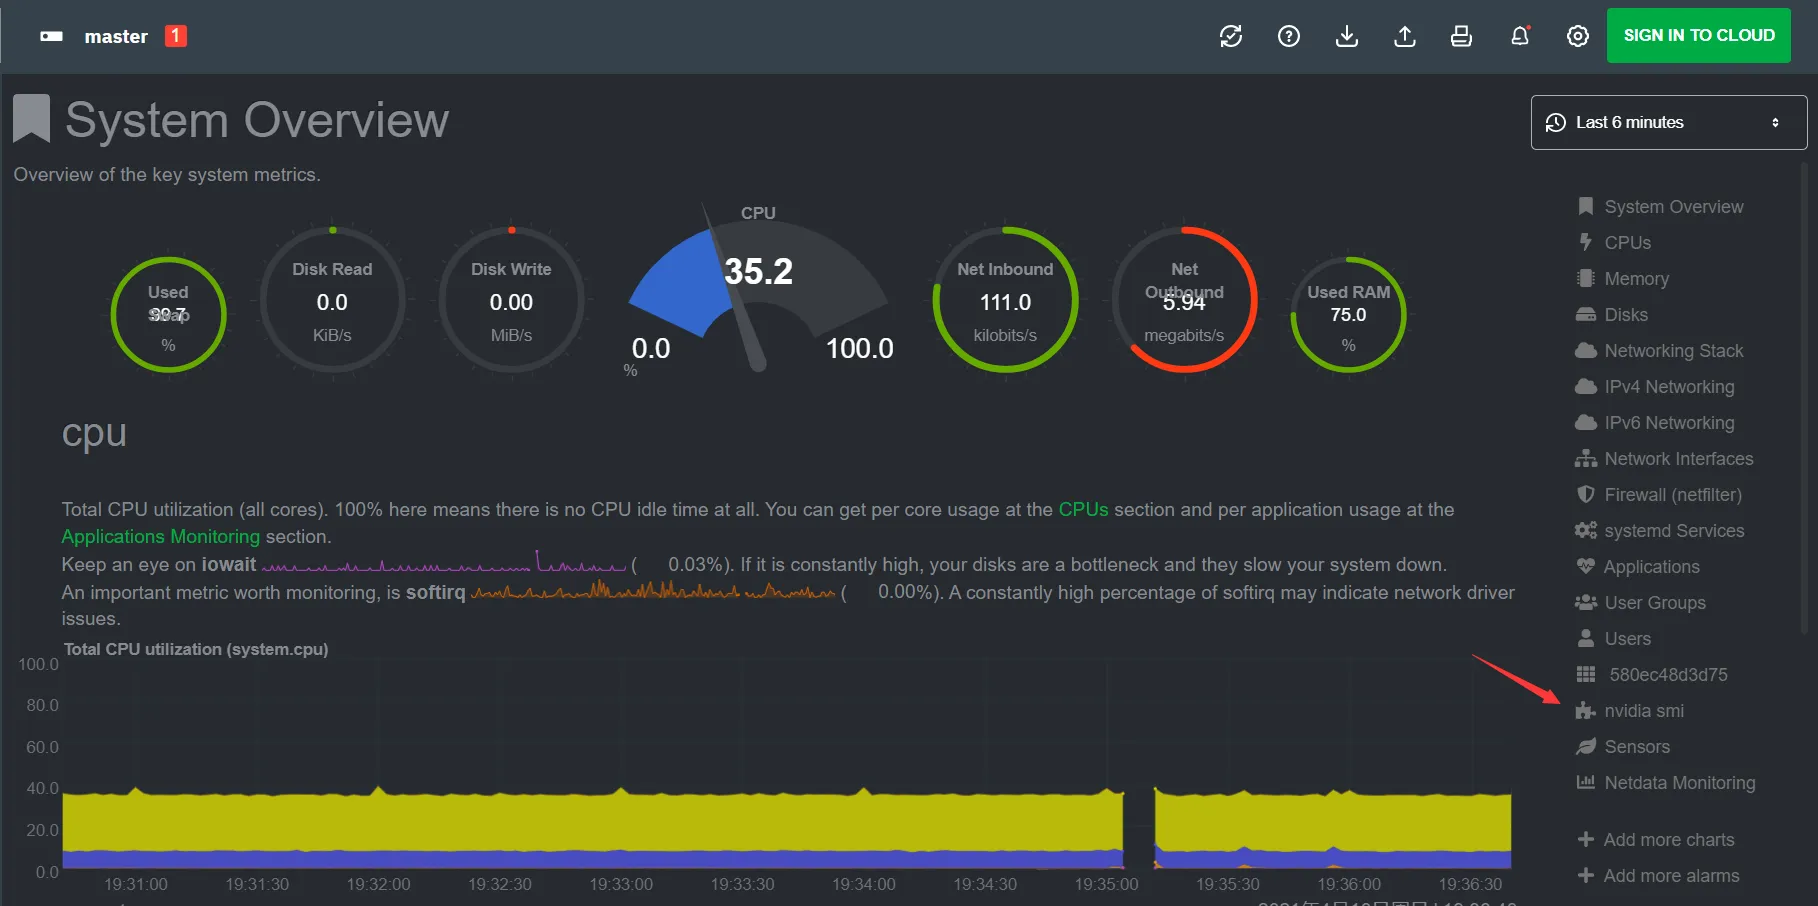 master 1
SIGN IN TO CLOUD
System Overview
Last 6 minutes
Overview of the key system metrics.
Used
Swap
99.7
%
Disk Read
0.0
KiB/s
Disk Write
0.00
MiB/s
CPU
35.2
0.0
100.0
%
Net Inbound
111.0
kilobits/s
Net
Outbound
5.94
megabits/s
Used RAM
75.0
%
cpu
Total CPU utilization (all cores). 100% here means there is no CPU idle time at all. You can get per core usage at the CPUs section and per application usage at the
Applications Monitoring section.
Keep an eye on iowait ( 0.03%). If it is constantly high, your disks are a bottleneck and they slow your system down.
An important metric worth monitoring, is softirq ( 0.00%). A constantly high percentage of softirq may indicate network driver
issues.
Total CPU utilization (system.cpu)
100.0
80.0
60.0
40.0
20.0
0.0
19:31:00 19:31:30 19:32:00 19:32:30 19:33:00 19:33:30 19:34:00 19:34:30 19:35:00 19:35:30 19:36:00 19:36:30
System Overview
CPUs
Memory
Disks
Networking Stack
IPv4 Networking
IPv6 Networking
Network Interfaces
Firewall (netfilter)
systemd Services
Applications
User Groups
Users
580ec48d3d75
nvidia smi
Sensors
Netdata Monitoring
Add more charts
Add more alarms